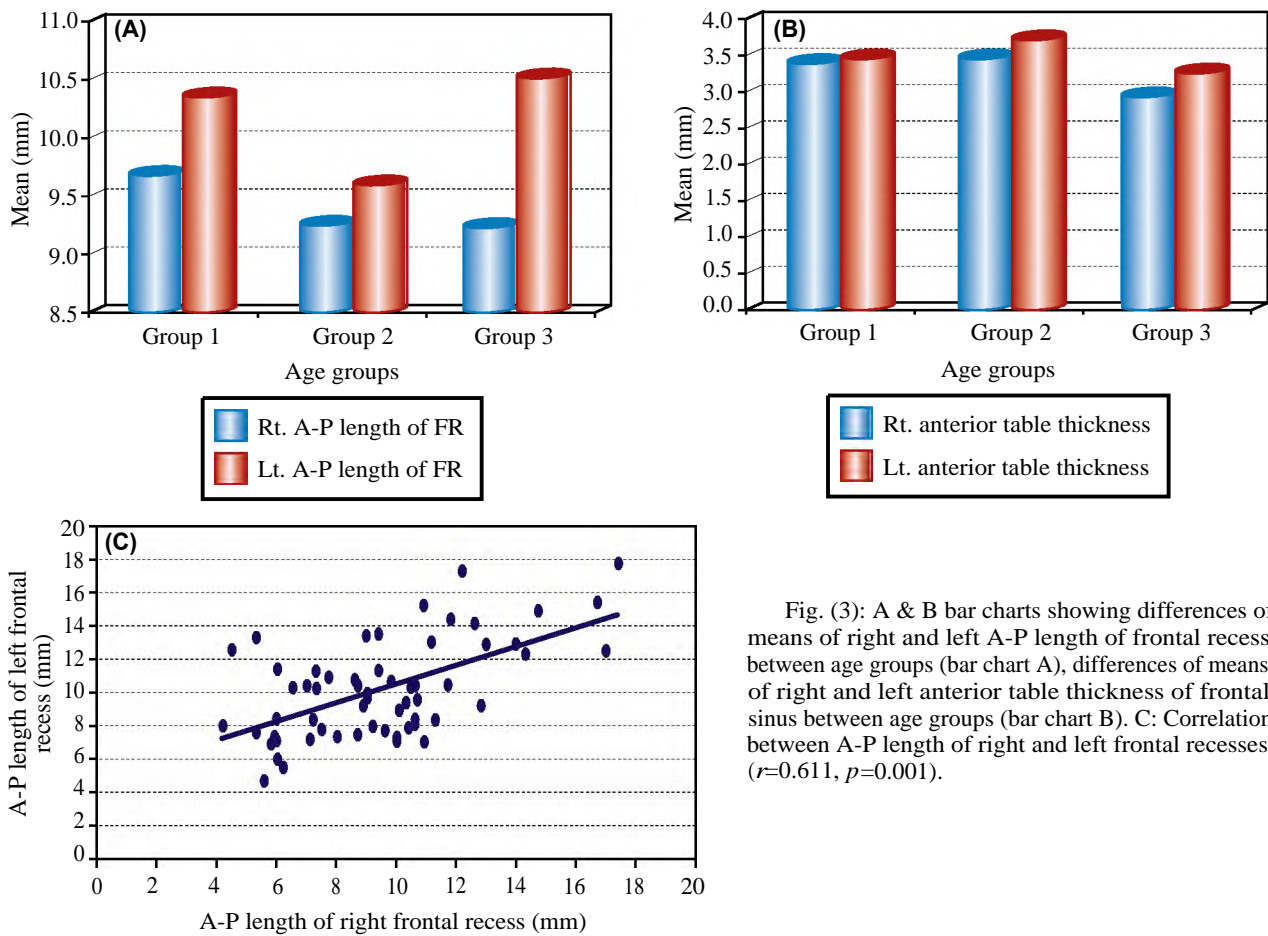 (A)
11.0
10.5
10.0
9.5
9.0
8.5
Mean (mm)
Group 1 Group 2 Group 3
Age groups
Rt. A-P length of FR
Lt. A-P length of FR
(B)
4.0
3.5
3.0
2.5
2.0
1.5
1.0
0.5
0.0
Mean (mm)
Group 1 Group 2 Group 3
Age groups
Rt. anterior table thickness
Lt. anterior table thickness
(C)
20
18
16
14
12
10
8
6
4
2
0
A-P length of left frontal
recess (mm)
0 2 4 6 8 10 12 14 16 18 20
A-P length of right frontal recess (mm)
Fig. (3): A & B bar charts showing differences of
means of right and left A-P length of frontal recess
between age groups (bar chart A), differences of means
of right and left anterior table thickness of frontal
sinus between age groups (bar chart B). C: Correlation
between A-P length of right and left frontal recesses
(r=0.611, p=0.001).